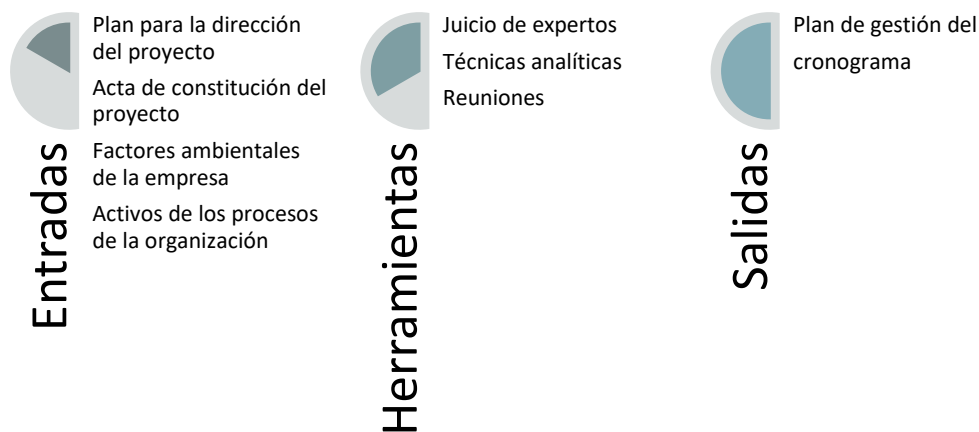 Entradas
Plan para la dirección
del proyecto
Acta de constitución del
proyecto
Factores ambientales
de la empresa
Activos de los procesos
de la organización
Herramientas
Juicio de expertos
Técnicas analíticas
Reuniones
Salidas
Plan de gestión del
cronograma